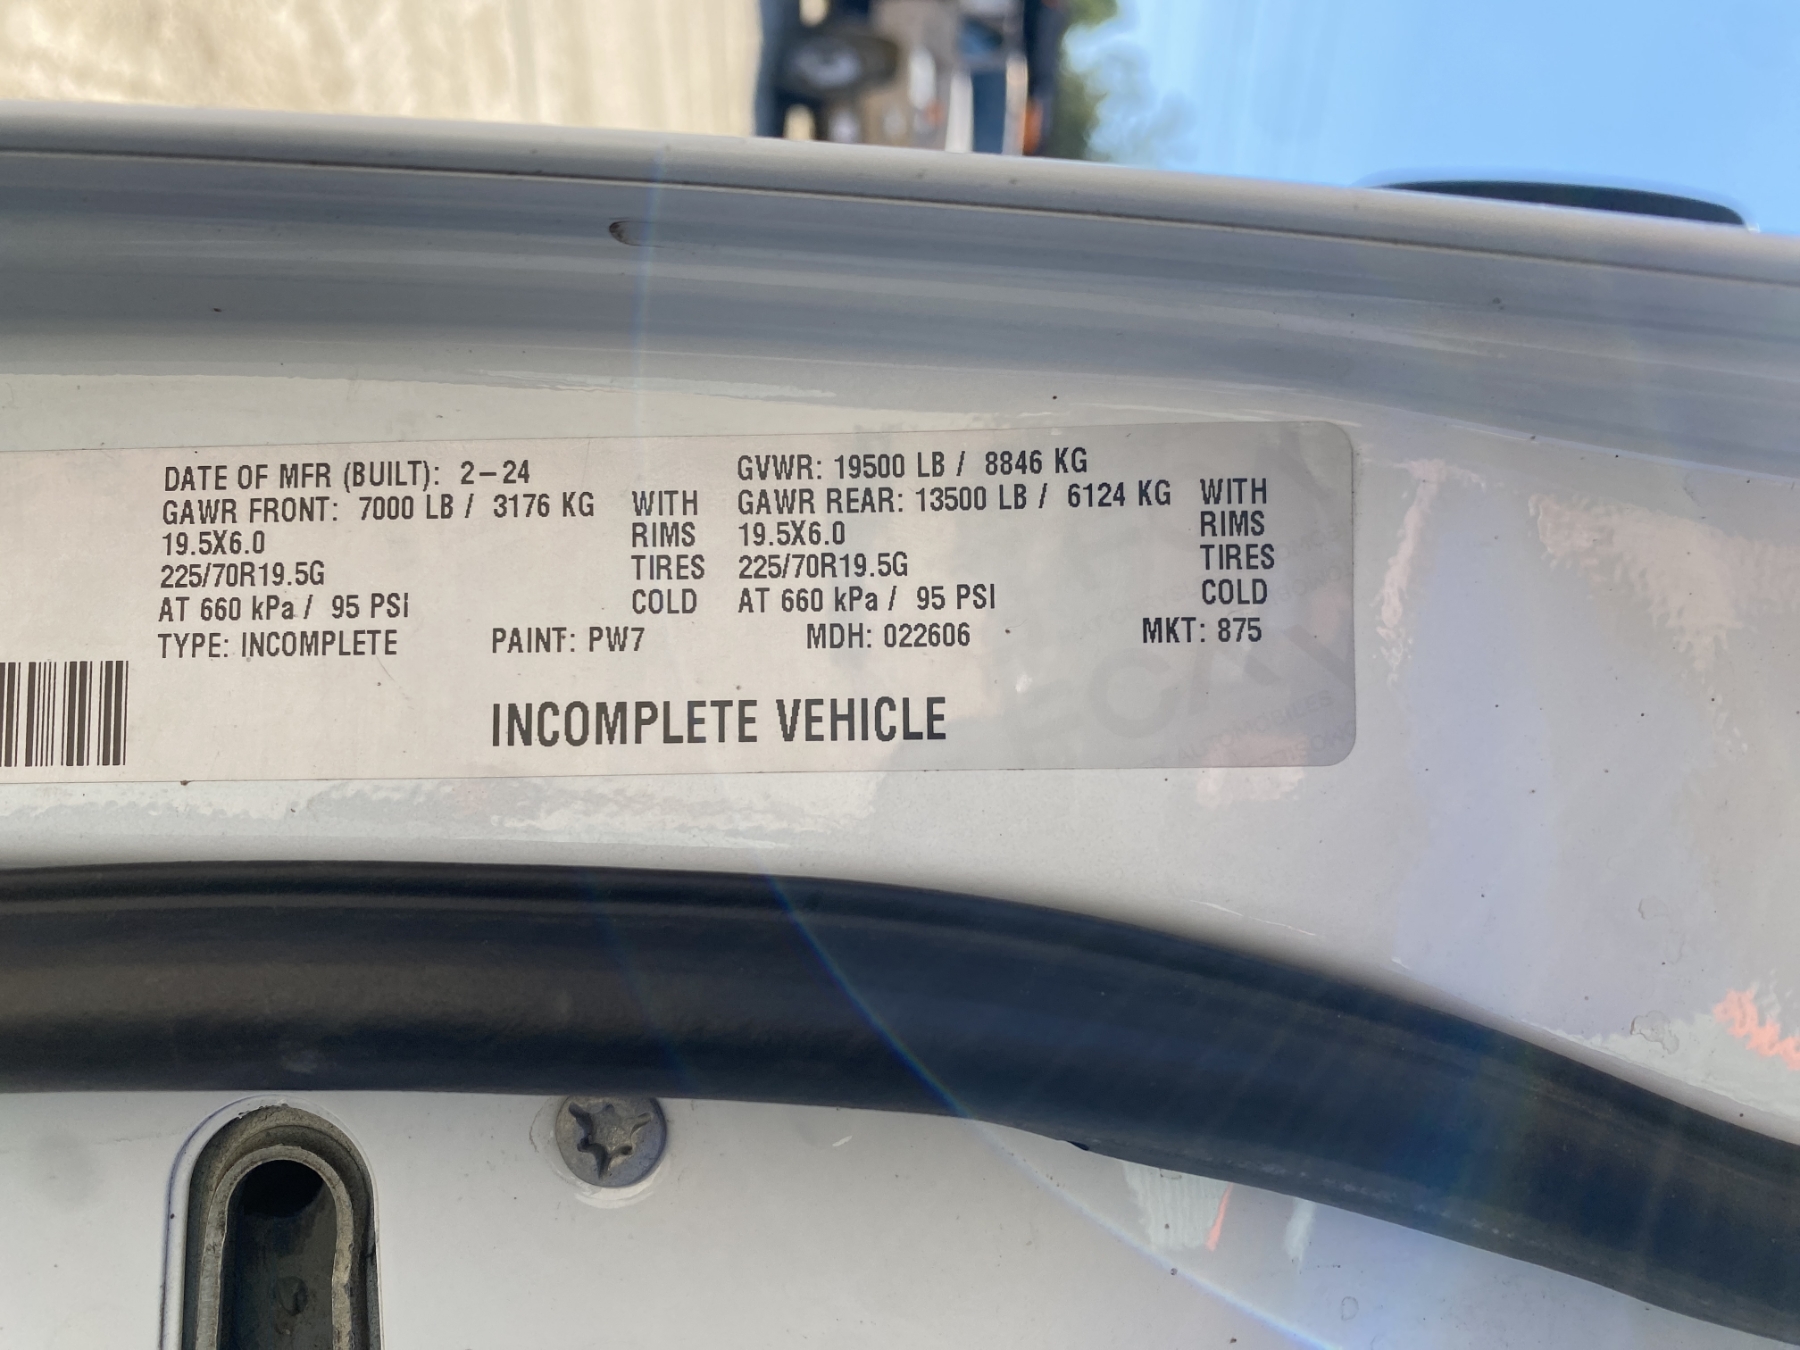 DATE OF MFR (BUILT): 2-24 GVWR: 19500 LB / 8846 KG
GAWR FRONT: 7000 LB / 3176 KG WITH GAWR REAR: 13500 LB / 6124 KG WITH
19.5X6.0 RIMS 19.5X6.0 RIMS
225/70R19.5G TIRES 225/70R19.5G TIRES
AT 660 kPa / 95 PSI COLD AT 660 kPa / 95 PSI COLD
TYPE: INCOMPLETE PAINT: PW7 MDH: 022606 MKT: 875
INCOMPLETE VEHICLE